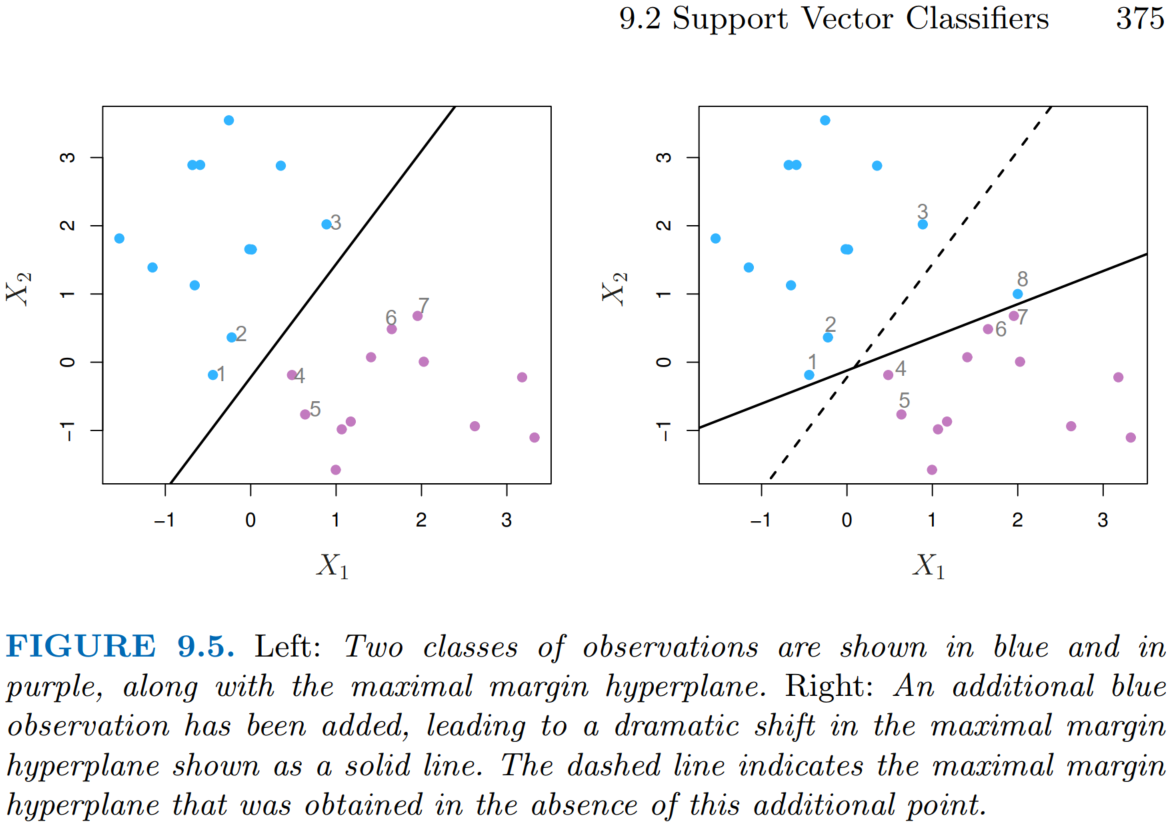 9.2 Support Vector Classifiers 375
3
2
1
0
−1
X2
−1 0 1 2 3
X1
3
7
6
2
1
4
5
3
2
1
0
−1
X2
−1 0 1 2 3
X1
3
8
2
7
6
1
4
5
FIGURE 9.5. Left: Two classes of observations are shown in blue and in
purple, along with the maximal margin hyperplane. Right: An additional blue
observation has been added, leading to a dramatic shift in the maximal margin
hyperplane shown as a solid line. The dashed line indicates the maximal margin
hyperplane that was obtained in the absence of this additional point.